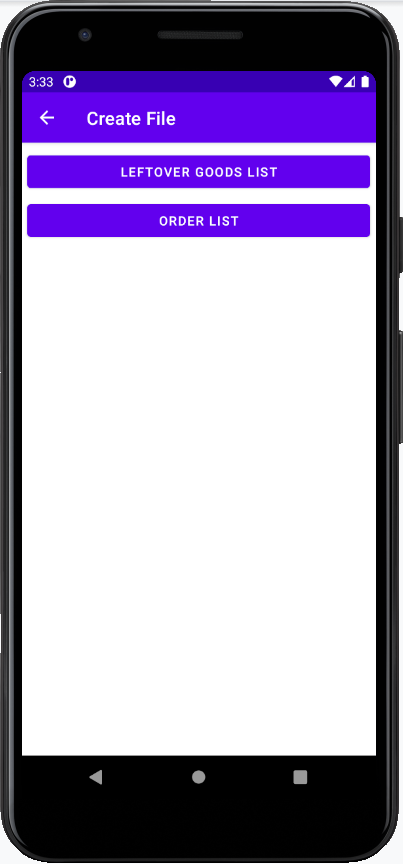 3:33
Create File
LEFTOVER GOODS LIST
ORDER LIST